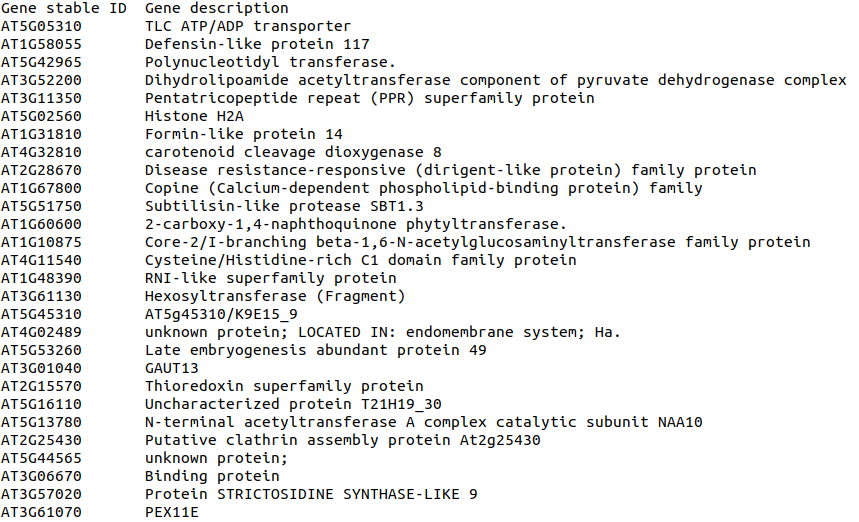 Gene stable ID  Gene description
AT5G05310       TLC ATP/ADP transporter
AT1G58055       Defensin-like protein 117
AT5G42965       Polynucleotidyl transferase.
AT3G52200       Dihydrolipoamide acetyltransferase component of pyruvate dehydrogenase complex
AT3G11350       Pentatricopeptide repeat (PPR) superfamily protein
AT5G02560       Histone H2A
AT1G31810       Formin-like protein 14
AT4G32810       carotenoid cleavage dioxygenase 8
AT2G28670       Disease resistance-responsive (dirigent-like protein) family protein
AT1G67800       Copine (Calcium-dependent phospholipid-binding protein) family
AT5G51750       Subtilisin-like protease SBT1.3
AT1G60600       2-carboxy-1,4-naphthoquinone phytyltransferase.
AT1G10875       Core-2/I-branching beta-1,6-N-acetylglucosaminyltransferase family protein
AT4G11540       Cysteine/Histidine-rich C1 domain family protein
AT1G48390       RNI-like superfamily protein
AT3G61130       Hexosyltransferase (Fragment)
AT5G45310       AT5g45310/K9E15_9
AT4G02489       unknown protein; LOCATED IN: endomembrane system; Ha.
AT5G53260       Late embryogenesis abundant protein 49
AT3G01040       GAUT13
AT2G15570       Thioredoxin superfamily protein
AT5G16110       Uncharacterized protein T21H19_30
AT5G13780       N-terminal acetyltransferase A complex catalytic subunit NAA10
AT2G25430       Putative clathrin assembly protein At2g25430
AT5G44565       unknown protein;
AT3G06670       Binding protein
AT3G57020       Protein STRICTOSIDINE SYNTHASE-LIKE 9
AT3G61070       PEX11E